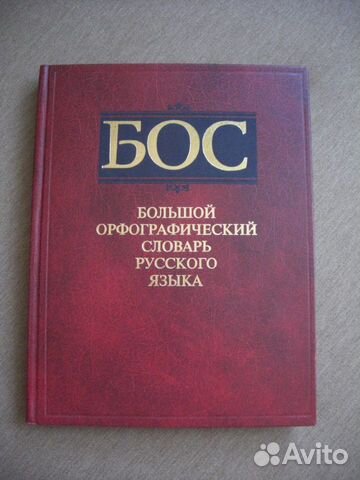 БОС
БОЛЬШОЙ
ОРФОГРАФИЧЕСКИЙ
СЛОВАРЬ
РУССКОГО
ЯЗЫКА
Avito